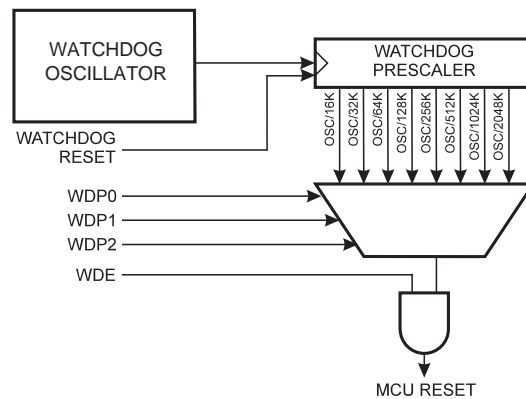 WATCHDOG
OSCILLATOR
WATCHDOG
PRESCALER
WATCHDOG
RESET
OSC/16K
OSC/32K
OSC/64K
OSC/128K
OSC/256K
OSC/512K
OSC/1024K
OSC/2048K
WDP0
WDP1
WDP2
WDE
MCU RESET